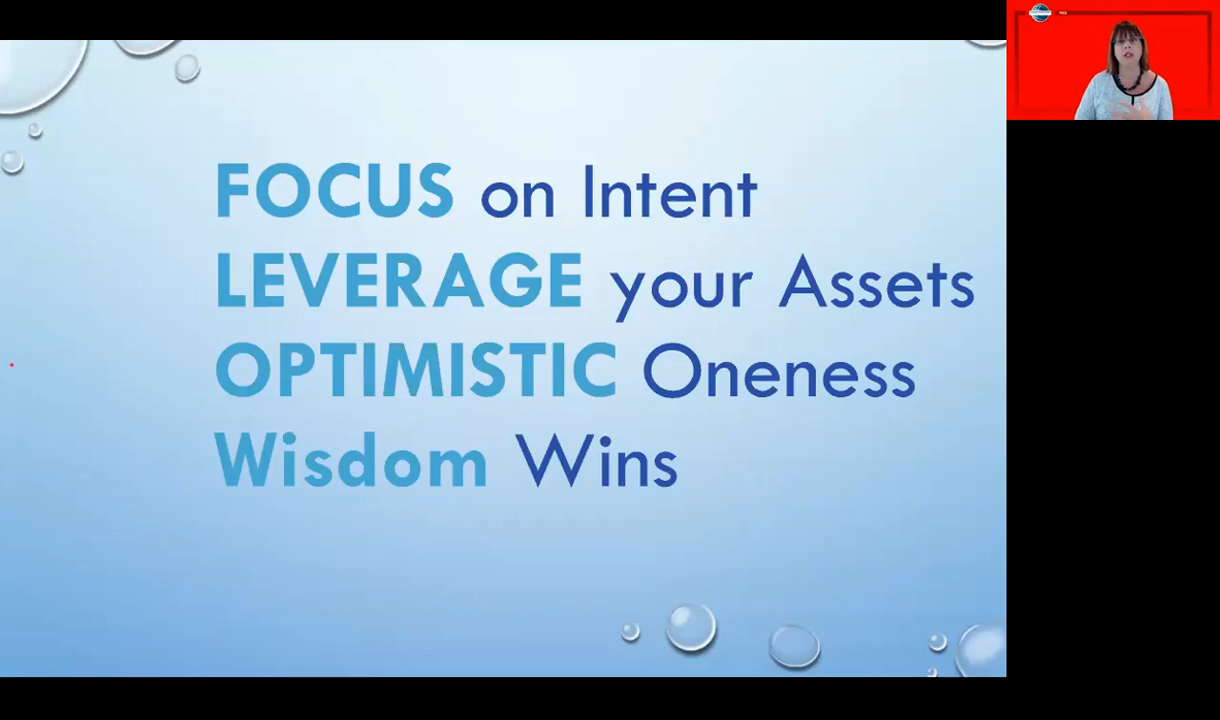 FOCUS on Intent
LEVERAGE your Assets
OPTIMISTIC Oneness
Wisdom Wins